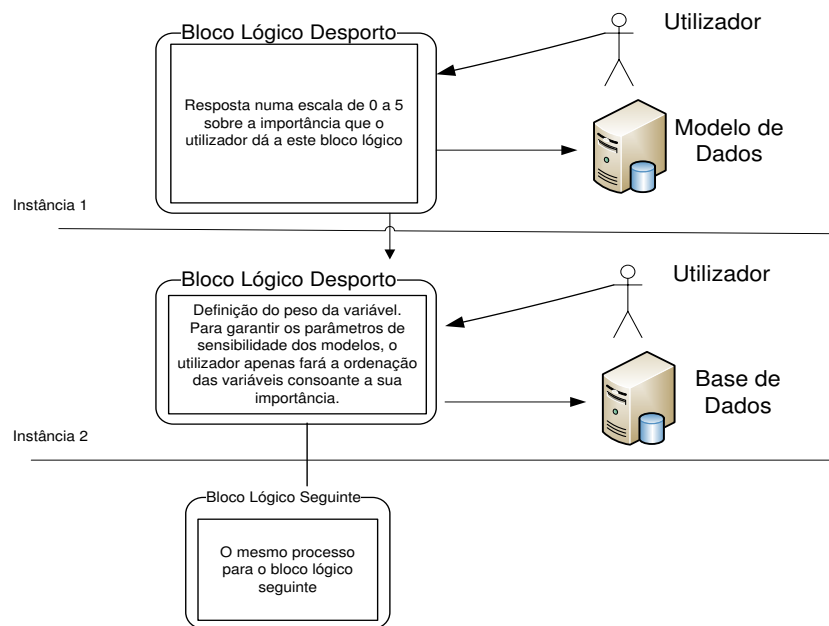 Bloco Lógico Desporto
Utilizador
Resposta numa escala de 0 a 5
sobre a importância que o
utilizador dá a este bloco lógico
Modelo de
Dados
Instância 1
Bloco Lógico Desporto
Utilizador
Definição do peso da variável.
Para garantir os parâmetros de
sensibilidade dos modelos, o
utilizador apenas fará a ordenação
das variáveis consoante a sua
importância.
Base de
Dados
Instância 2
Bloco Lógico Seguinte
O mesmo processo
para o bloco lógico
seguinte